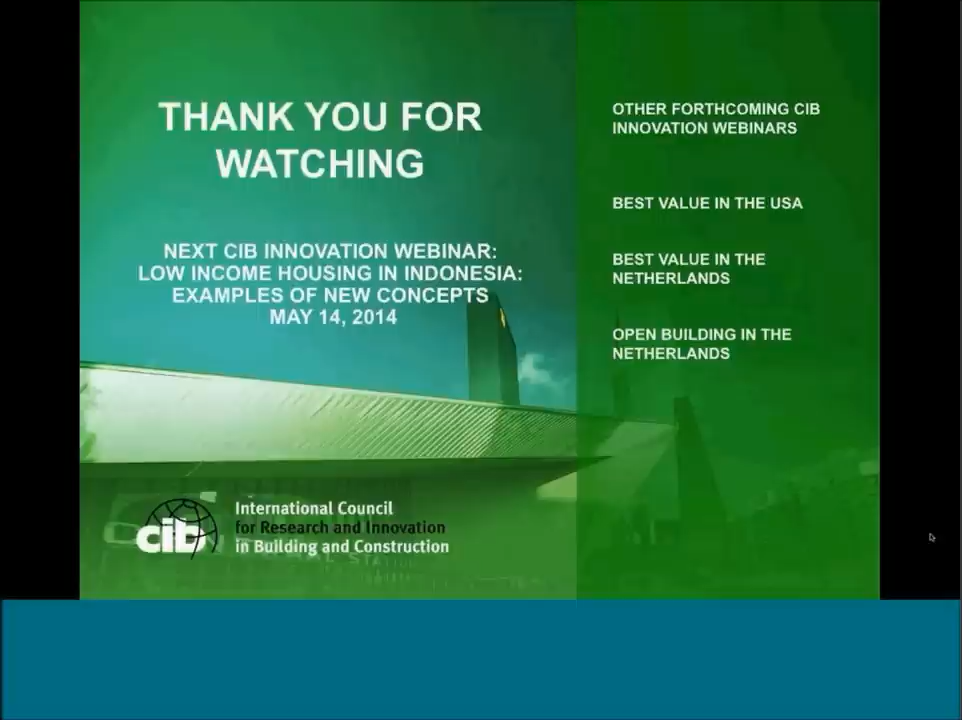 THANK YOU FOR
WATCHING
NEXT CIB INNOVATION WEBINAR:
LOW INCOME HOUSING IN INDONESIA:
EXAMPLES OF NEW CONCEPTS
MAY 14, 2014
OTHER FORTHCOMING CIB
INNOVATION WEBINARS
BEST VALUE IN THE USA
BEST VALUE IN THE
NETHERLANDS
OPEN BUILDING IN THE
NETHERLANDS
cib
International Council
for Research and Innovation
in Building and Construction